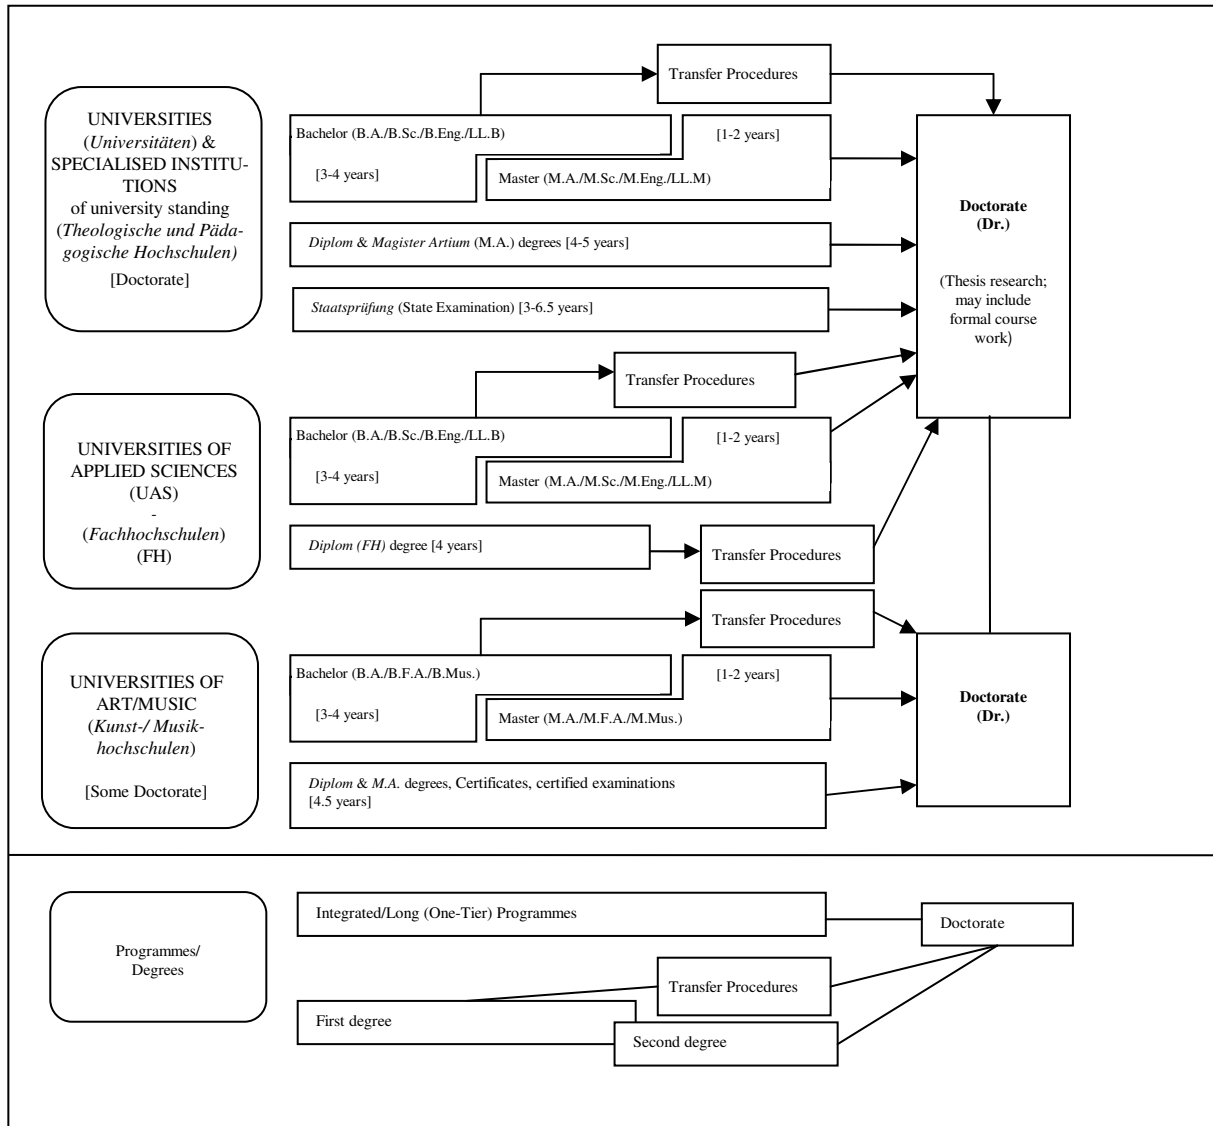 Transfer Procedures
UNIVERSITIES
(Universitäten) &
SPECIALISED INSTITU-
TIONS
of university standing
(Theologische und Päda-
gogische Hochschulen)
[Doctorate]
Bachelor (B.A./B.Sc./B.Eng./LL.B)
[3-4 years]
[1-2 years]
Master (M.A./M.Sc./M.Eng./LL.M)
Diplom & Magister Artium (M.A.) degrees [4-5 years]
Staatsprüfung (State Examination) [3-6.5 years]
Doctorate
(Dr.)
(Thesis research;
may include
formal course
work)
Transfer Procedures
UNIVERSITIES OF
APPLIED SCIENCES
(UAS)
-
(Fachhochschulen)
(FH)
Bachelor (B.A./B.Sc./B.Eng./LL.B)
[3-4 years]
[1-2 years]
Master (M.A./M.Sc./M.Eng./LL.M)
Diplom (FH) degree [4 years]
Transfer Procedures
Transfer Procedures
UNIVERSITIES OF
ART/MUSIC
(Kunst-/ Musik-
hochschulen)
[Some Doctorate]
Bachelor (B.A./B.F.A./B.Mus.)
[3-4 years]
[1-2 years]
Master (M.A./M.F.A./M.Mus.)
Diplom & M.A. degrees, Certificates, certified examinations
[4.5 years]
Doctorate
(Dr.)
Programmes/
Degrees
Integrated/Long (One-Tier) Programmes
Doctorate
Transfer Procedures
First degree
Second degree